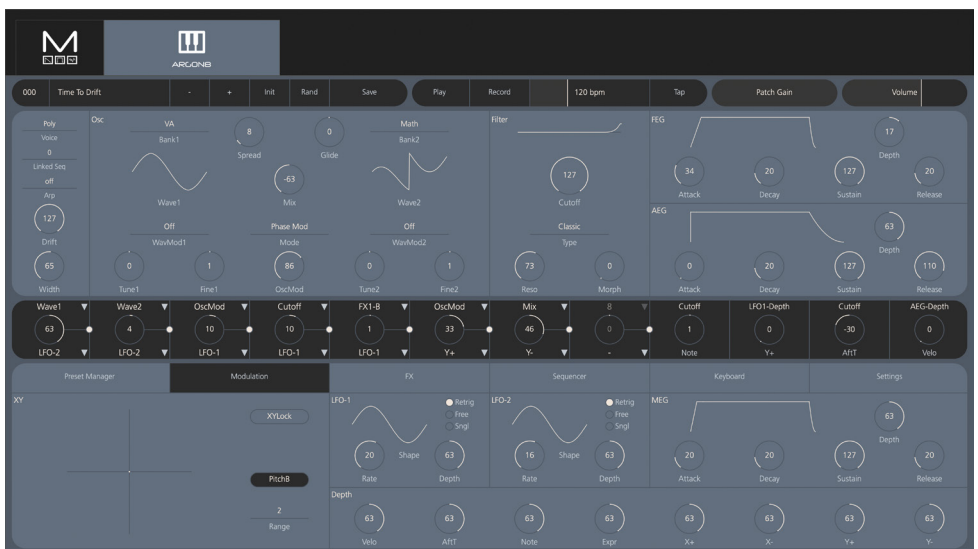 M
ARGON8
000 Time To Drift - + Init Rand Save Play Record 120 bpm Tap Patch Gain Volume
Poly
Voice
0
Linked Seq
off
Arp
127
Drift
65
Width
Osc
VA
Bank1
8
Spread
0
Glide
Math
Bank2
Wave1
-63
Mix
Wave2
Off
WavMod1
Phase Mod
Mode
Off
WavMod2
0
Tune1
1
Fine1
86
OscMod
0
Tune2
1
Fine2
Filter
127
Cutoff
Classic
Type
73
Reso
0
Morph
FEG
17
Depth
34
Attack
20
Decay
127
Sustain
20
Release
AEG
63
Depth
0
Attack
20
Decay
127
Sustain
110
Release
Wave1 Wave2 OscMod Cutoff FX1-B OscMod Mix 8 Cutoff LFO1-Depth Cutoff AEG-Depth
63 4 10 10 1 33 46 0 1 0 -30 0
LFO-2 LFO-2 LFO-1 LFO-1 LFO-1 Y+ Y- - Note Y+ AftT Velo
Preset Manager Modulation FX Sequencer Keyboard Settings
XY
XYLock
PitchB
2
Range
LFO-1
Retrig
Free
Sngl
20
Rate
Shape
63
Depth
LFO-2
Retrig
Free
Sngl
16
Rate
Shape
63
Depth
MEG
63
Depth
20
Attack
20
Decay
127
Sustain
20
Release
Depth
63 63 63 63 63 63 63 63
Velo AftT Note Expr X+ X- Y+ Y-